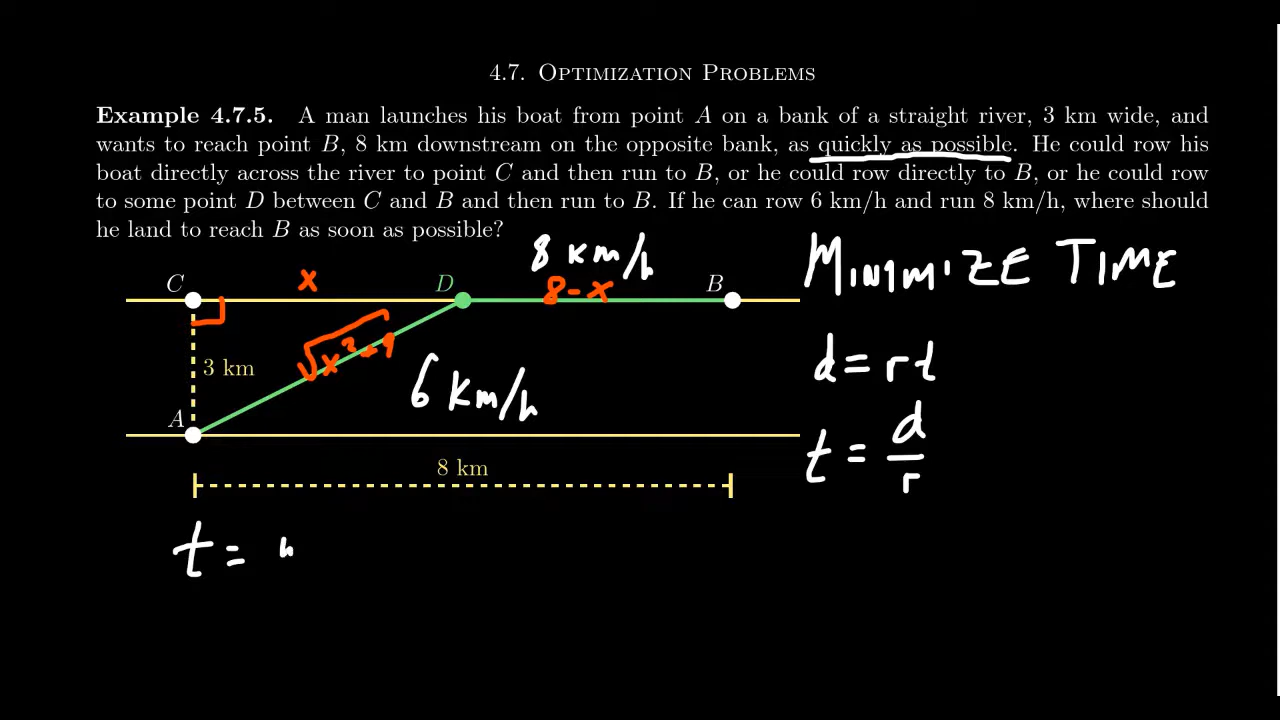 4.7. Optimization Problems
Example 4.7.5. A man launches his boat from point A on a bank of a straight river, 3 km wide, and
wants to reach point B, 8 km downstream on the opposite bank, as quickly as possible. He could row his
boat directly across the river to point C and then run to B, or he could row directly to B, or he could row
to some point D between C and B and then run to B. If he can row 6 km/h and run 8 km/h, where should
he land to reach B as soon as possible?
8 km/h
MINIMIZE TIME
C x D 8-x B
d = rt
3 km
√x²+9
6 km/h
A
t = d/r
8 km
t =